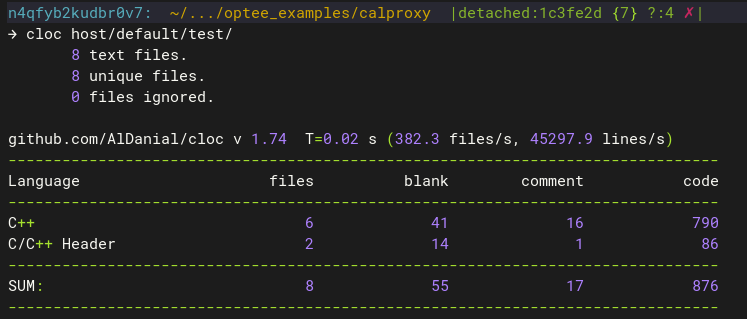 n4qfyb2kudbr0v7: ~/.../optee_examples/calproxy |detached:1c3fe2d {7} ?:4 ✗|
→ cloc host/default/test/
8 text files.
8 unique files.
0 files ignored.
github.com/AlDanial/cloc v 1.74 T=0.02 s (382.3 files/s, 45297.9 lines/s)
-------------------------------------------------------------------------------
Language files blank comment code
-------------------------------------------------------------------------------
C++ 6 41 16 790
C/C++ Header 2 14 1 86
-------------------------------------------------------------------------------
SUM: 8 55 17 876
-------------------------------------------------------------------------------